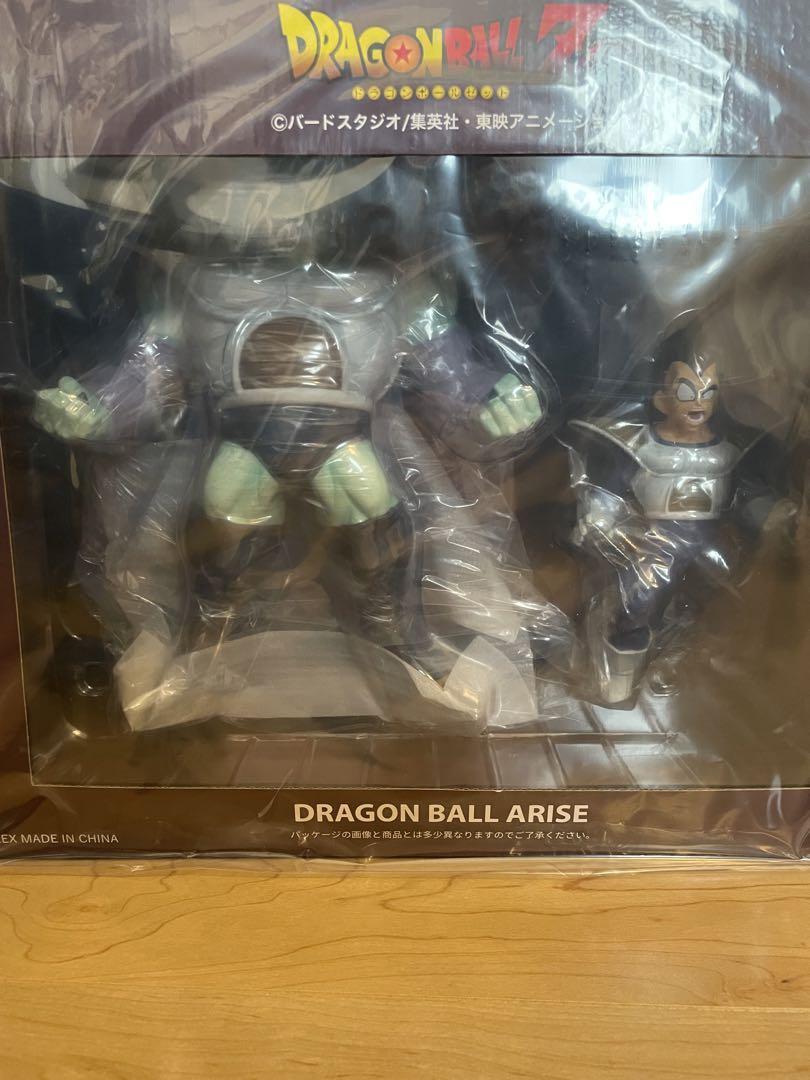 DRAGONBALL Z
ドラゴンボールゼット
©バードスタジオ/集英社・東映アニメーション
DRAGON BALL ARISE
パッケージの画像と商品とは多少異なりますのでご了承ください。
EX MADE IN CHINA